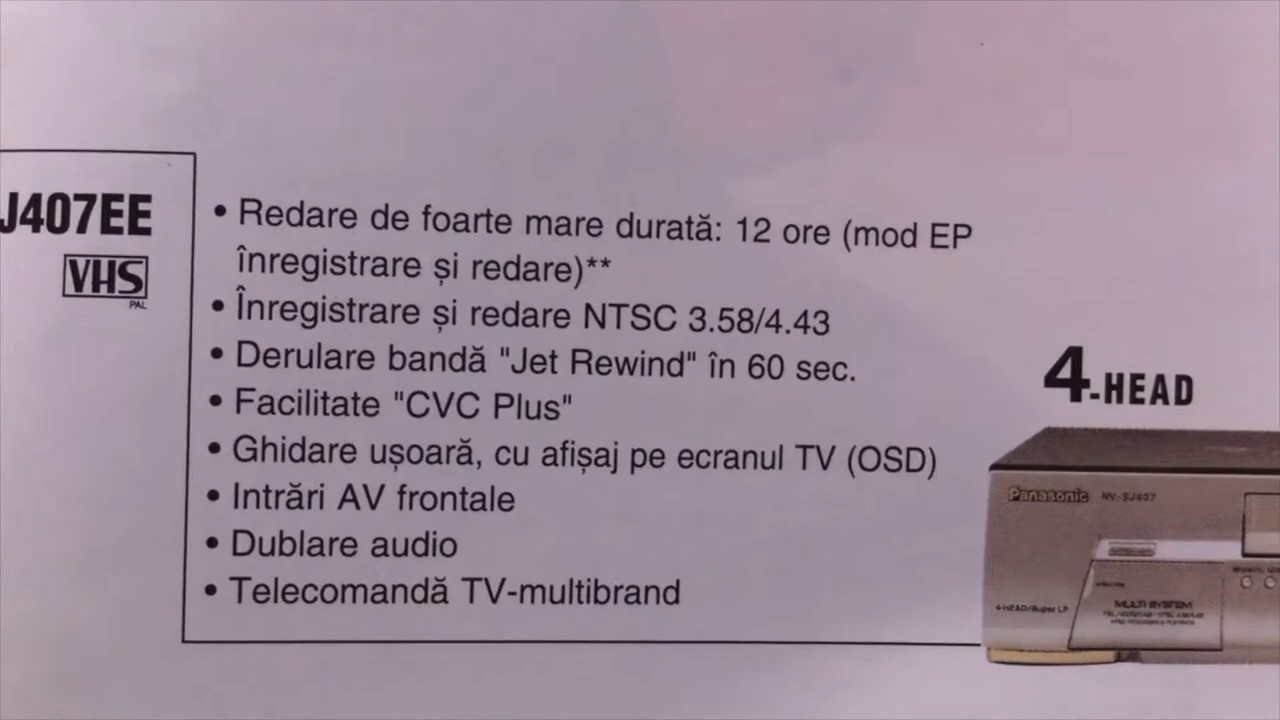 J407EE
VHS
PAL
• Redare de foarte mare durată: 12 ore (mod EP
înregistrare și redare)**
• Înregistrare și redare NTSC 3.58/4.43
• Derulare bandă "Jet Rewind" în 60 sec.
• Facilitate "CVC Plus"
• Ghidare ușoară, cu afișaj pe ecranul TV (OSD)
• Intrări AV frontale
• Dublare audio
• Telecomandă TV-multibrand
4-HEAD
Panasonic NV-SJ407
4-HEAD/Super LP
MULTI SYSTEM